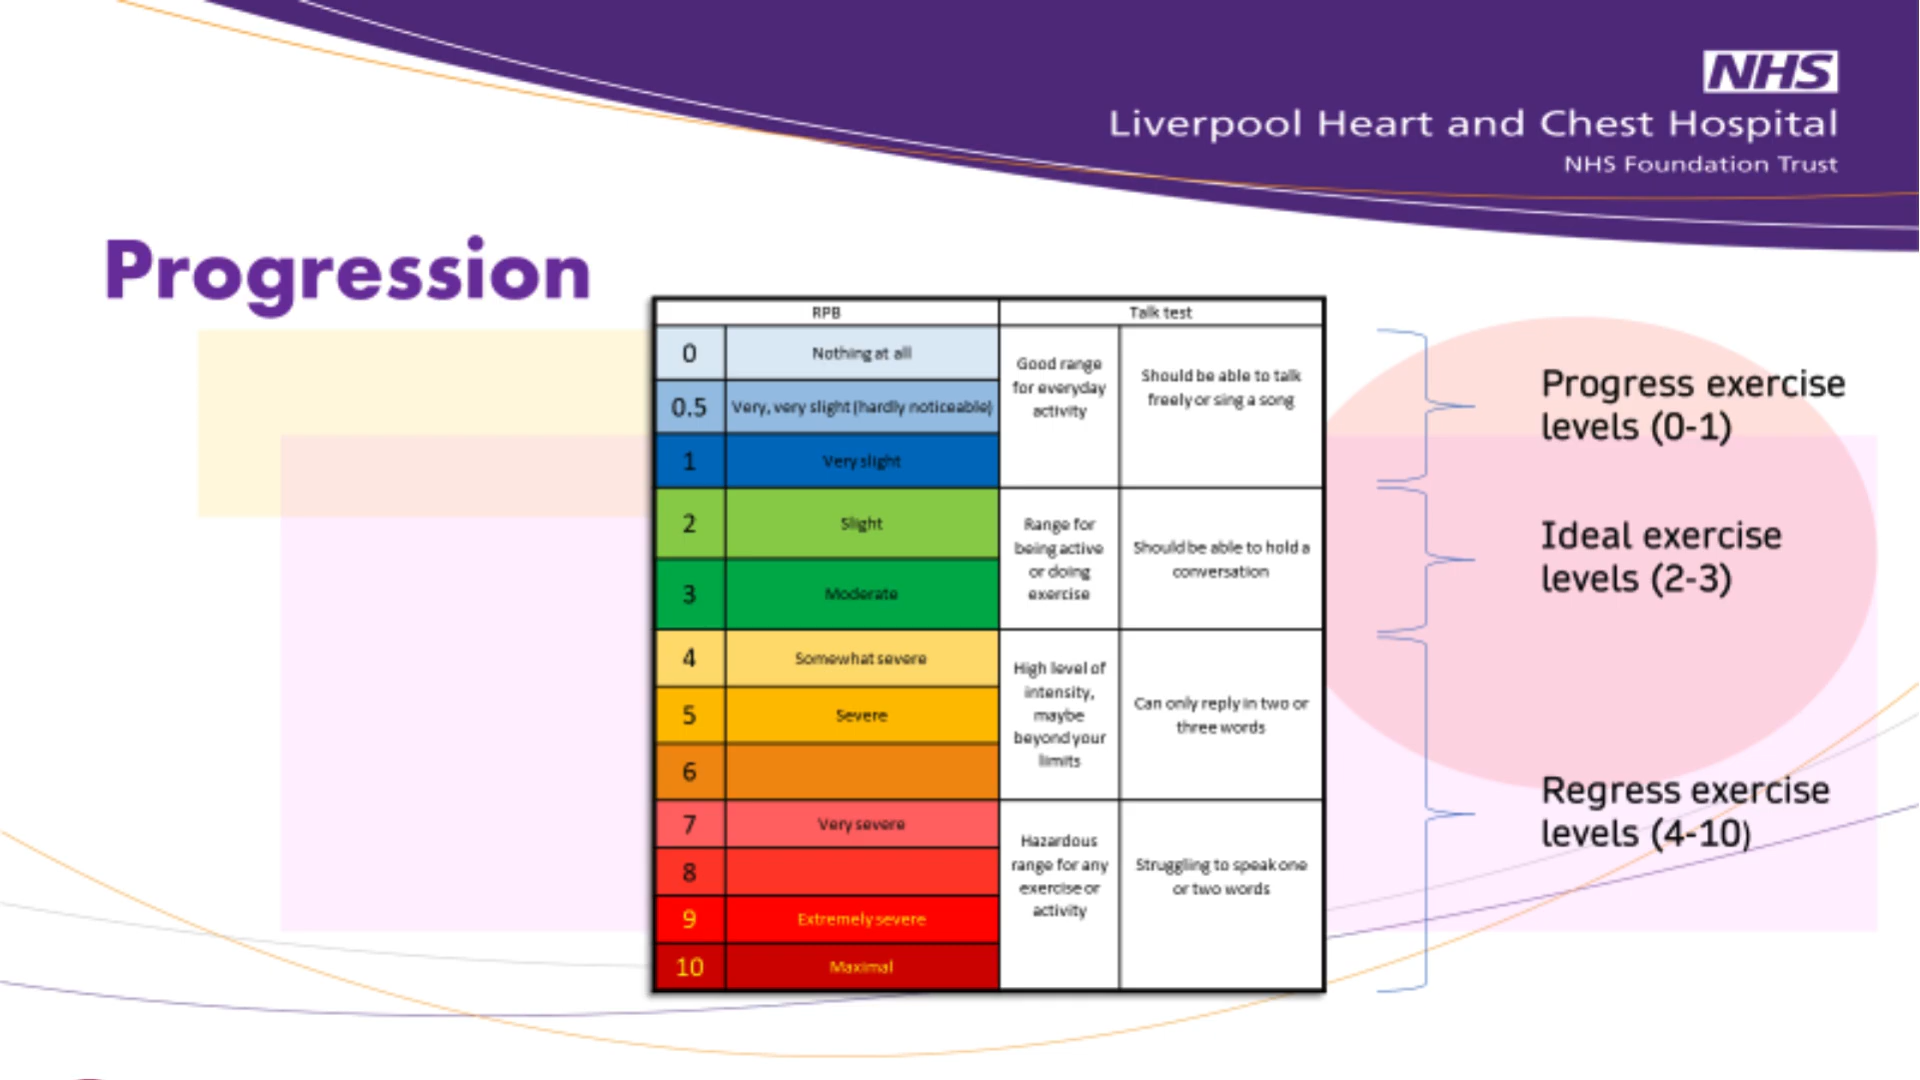 NHS
Liverpool Heart and Chest Hospital
NHS Foundation Trust
Progression
RPB
Talk test
0
Nothing at all
0.5
Very, very slight (hardly noticeable)
1
Very slight
Good range
for everyday
activity
Should be able to talk
freely or sing a song
2
Slight
3
Moderate
Range for
being active
or doing
exercise
Should be able to hold a
conversation
4
Somewhat severe
5
Severe
6
High level of
intensity,
maybe
beyond your
limits
Can only reply in two or
three words
7
Very severe
8
9
Extremely severe
10
Maximal
Hazardous
range for any
exercise or
activity
Struggling to speak one
or two words
Progress exercise
levels (0-1)
Ideal exercise
levels (2-3)
Regress exercise
levels (4-10)